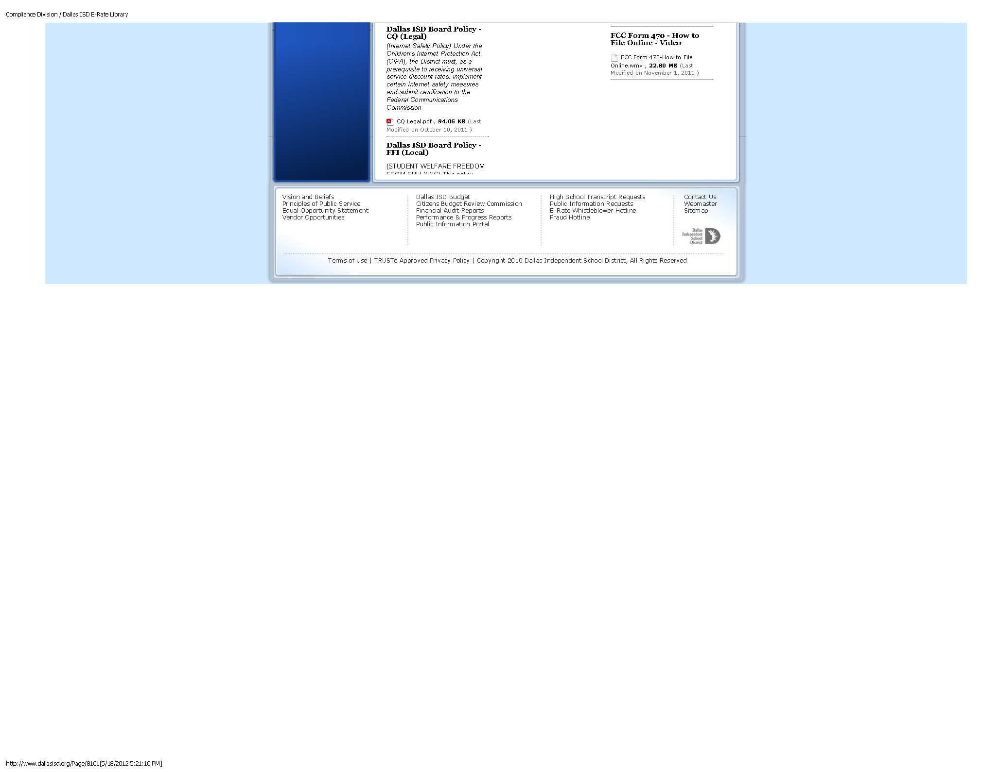 Compliance Division / Dallas ISD E-Rate Library
Dallas ISD Board Policy -
CQ (Legal)
(Internet Safety Policy) Under the
Children's Internet Protection Act
(CIPA), the District must, as a
prerequisite to receiving universal
service discount rates, implement
certain Internet safety measures
and submit certification to the
Federal Communications
Commission
CQ Legal.pdf , 94.06 KB (Last
Modified on October 10, 2011 )
Dallas ISD Board Policy -
FFI (Local)
(STUDENT WELFARE FREEDOM
FROM BULLYING) This policy
FCC Form 470 - How to
File Online - Video
FCC Form 470-How to File
Online.wmv , 22.80 MB (Last
Modified on November 1, 2011 )
Vision and Beliefs
Principles of Public Service
Equal Opportunity Statement
Vendor Opportunities
Dallas ISD Budget
Citizens Budget Review Commission
Financial Audit Reports
Performance & Progress Reports
Public Information Portal
High School Transcript Requests
Public Information Requests
E-Rate Whistleblower Hotline
Fraud Hotline
Contact Us
Webmaster
Sitemap
Dallas
Independent
School
District
Terms of Use | TRUSTe Approved Privacy Policy | Copyright 2010 Dallas Independent School District, All Rights Reserved
http://www.dallasisd.org/Page/8161[5/18/2012 5:21:10 PM]